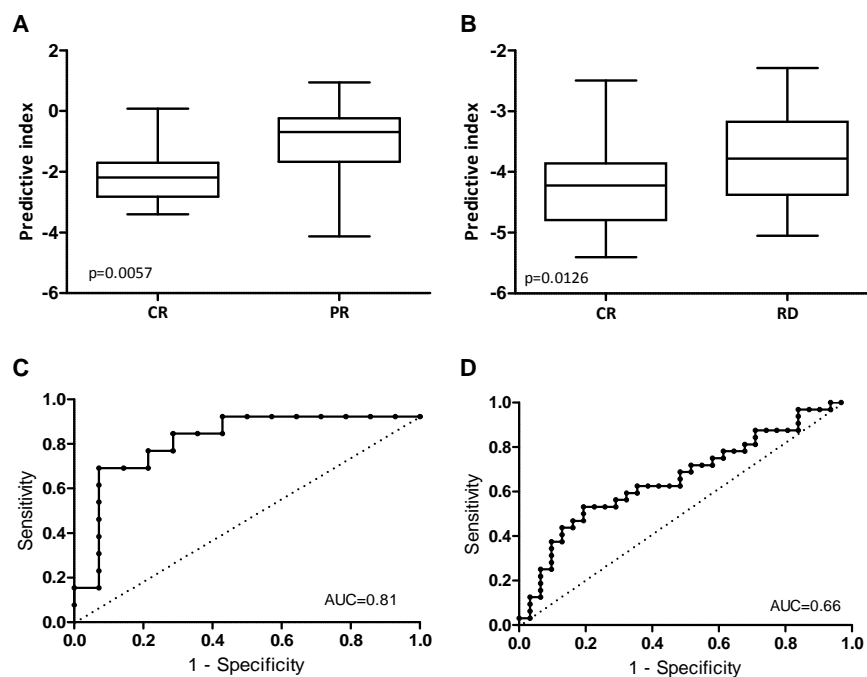 A
Predictive index
2
0
-2
-4
-6
p=0.0057
CR
PR
B
Predictive index
-2
-3
-4
-5
-6
p=0.0126
CR
RD
C
Sensitivity
1.0
0.8
0.6
0.4
0.2
0.0
0.0 0.2 0.4 0.6 0.8 1.0
AUC=0.81
1 - Specificity
D
Sensitivity
1.0
0.8
0.6
0.4
0.2
0.0
0.0 0.2 0.4 0.6 0.8 1.0
AUC=0.66
1 - Specificity